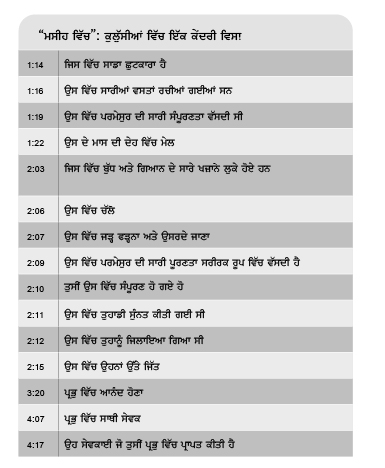 “ਮਸੀਹ ਵਿੱਚ”: ਕੁਲੁੱਸੀਆਂ ਵਿੱਚ ਇੱਕ ਕੇਂਦਰੀ ਵਿਸ਼ਾ
1:14 ਜਿਸ ਵਿੱਚ ਸਾਡਾ ਛੁਟਕਾਰਾ ਹੈ
1:16 ਉਸ ਵਿੱਚ ਸਾਰੀਆਂ ਵਸਤਾਂ ਰਚੀਆਂ ਗਈਆਂ ਸਨ
1:19 ਉਸ ਵਿੱਚ ਪਰਮੇਸੁਰ ਦੀ ਸਾਰੀ ਸੰਪੂਰਣਤਾ ਵੱਸਦੀ ਸੀ
1:22 ਉਸ ਦੇ ਮਾਸ ਦੀ ਦੇਹ ਵਿੱਚ ਮੇਲ
2:03 ਜਿਸ ਵਿੱਚ ਬੁੱਧ ਅਤੇ ਗਿਆਨ ਦੇ ਸਾਰੇ ਖਜ਼ਾਨੇ ਲੁਕੇ ਹੋਏ ਹਨ
2:06 ਉਸ ਵਿੱਚ ਚੱਲੋ
2:07 ਉਸ ਵਿੱਚ ਜੜ੍ਹ ਫੜ੍ਹਨਾ ਅਤੇ ਉਸਰਦੇ ਜਾਣਾ
2:09 ਉਸ ਵਿੱਚ ਪਰਮੇਸੁਰ ਦੀ ਸਾਰੀ ਪੂਰਣਤਾ ਸਰੀਰਕ ਰੂਪ ਵਿੱਚ ਵੱਸਦੀ ਹੈ
2:10 ਤੁਸੀਂ ਉਸ ਵਿੱਚ ਸੰਪੂਰਣ ਹੋ ਗਏ ਹੋ
2:11 ਉਸ ਵਿੱਚ ਤੁਹਾਡੀ ਸੁੰਨਤ ਕੀਤੀ ਗਈ ਸੀ
2:12 ਉਸ ਵਿੱਚ ਤੁਹਾਨੂੰ ਜਿਲਾਇਆ ਗਿਆ ਸੀ
2:15 ਉਸ ਵਿੱਚ ਉਹਨਾਂ ਉੱਤੇ ਜਿੱਤ
3:20 ਪ੍ਰਭੁ ਵਿੱਚ ਆਨੰਦ ਹੋਣਾ
4:07 ਪ੍ਰਭੁ ਵਿੱਚ ਸਾਥੀ ਸੇਵਕ
4:17 ਉਹ ਸੇਵਕਾਈ ਜੋ ਤੁਸੀਂ ਪ੍ਰਭੁ ਵਿੱਚ ਪ੍ਰਾਪਤ ਕੀਤੀ ਹੈ